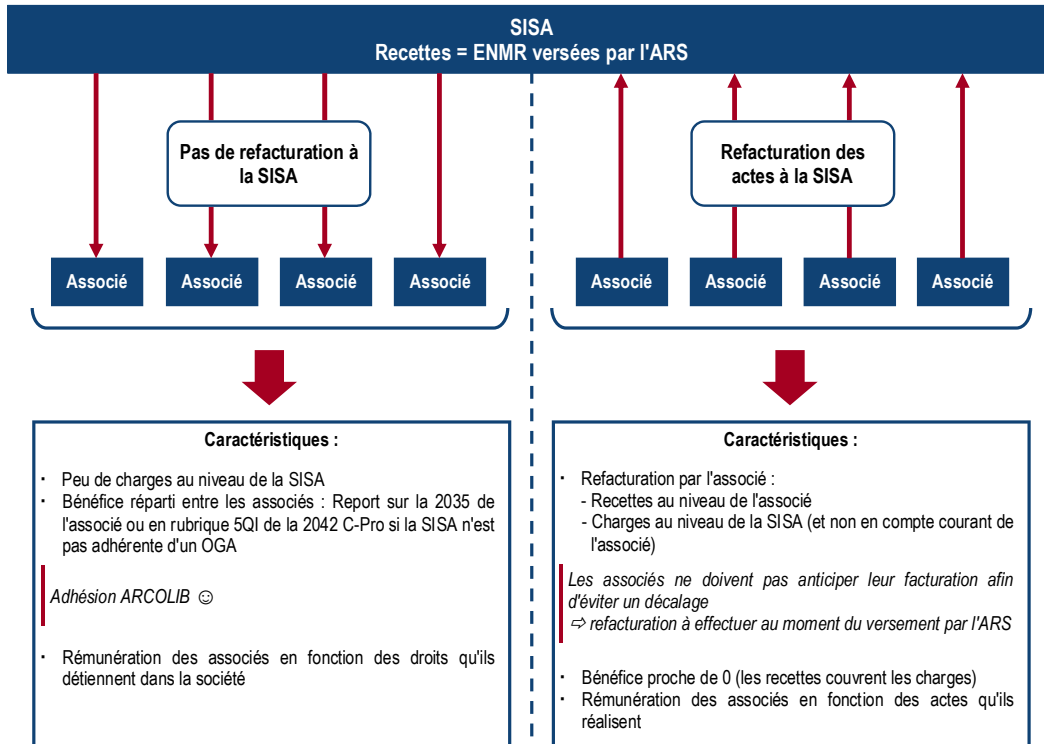 SISA
Recettes = ENMR versées par l'ARS
Pas de refacturation à
la SISA
Associé
Associé
Associé
Associé
Caractéristiques :
· Peu de charges au niveau de la SISA
· Bénéfice réparti entre les associés : Report sur la 2035 de
l'associé ou en rubrique 5QI de la 2042 C-Pro si la SISA n'est
pas adhérente d'un OGA
Adhésion ARCOLIB ☺
· Rémunération des associés en fonction des droits qu'ils
détiennent dans la société
Refacturation des
actes à la SISA
Associé
Associé
Associé
Associé
Caractéristiques :
· Refacturation par l'associé :
- Recettes au niveau de l'associé
- Charges au niveau de la SISA (et non en compte courant de
l'associé)
Les associés ne doivent pas anticiper leur facturation afin
d'éviter un décalage
⇨ refacturation à effectuer au moment du versement par l'ARS
· Bénéfice proche de 0 (les recettes couvrent les charges)
· Rémunération des associés en fonction des actes qu'ils
réalisent